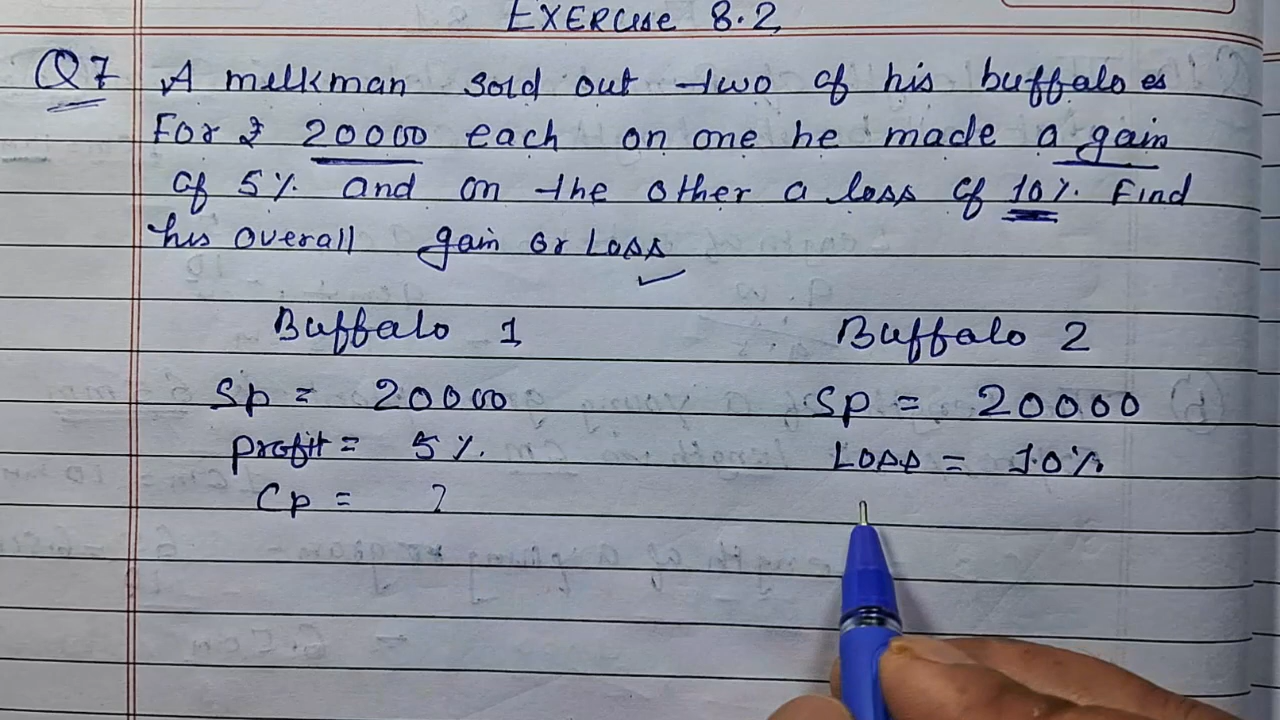 EXERCISE 8.2
Q7 A milkman sold out two of his buffaloes
For ₹ 20000 each on one he made a gain
of 5% and on the other a loss of 10%. Find
his overall gain or Loss
Buffalo 1 Buffalo 2
Sp = 20000 Sp = 20000
Profit = 5% Loss = 10%
Cp = ?